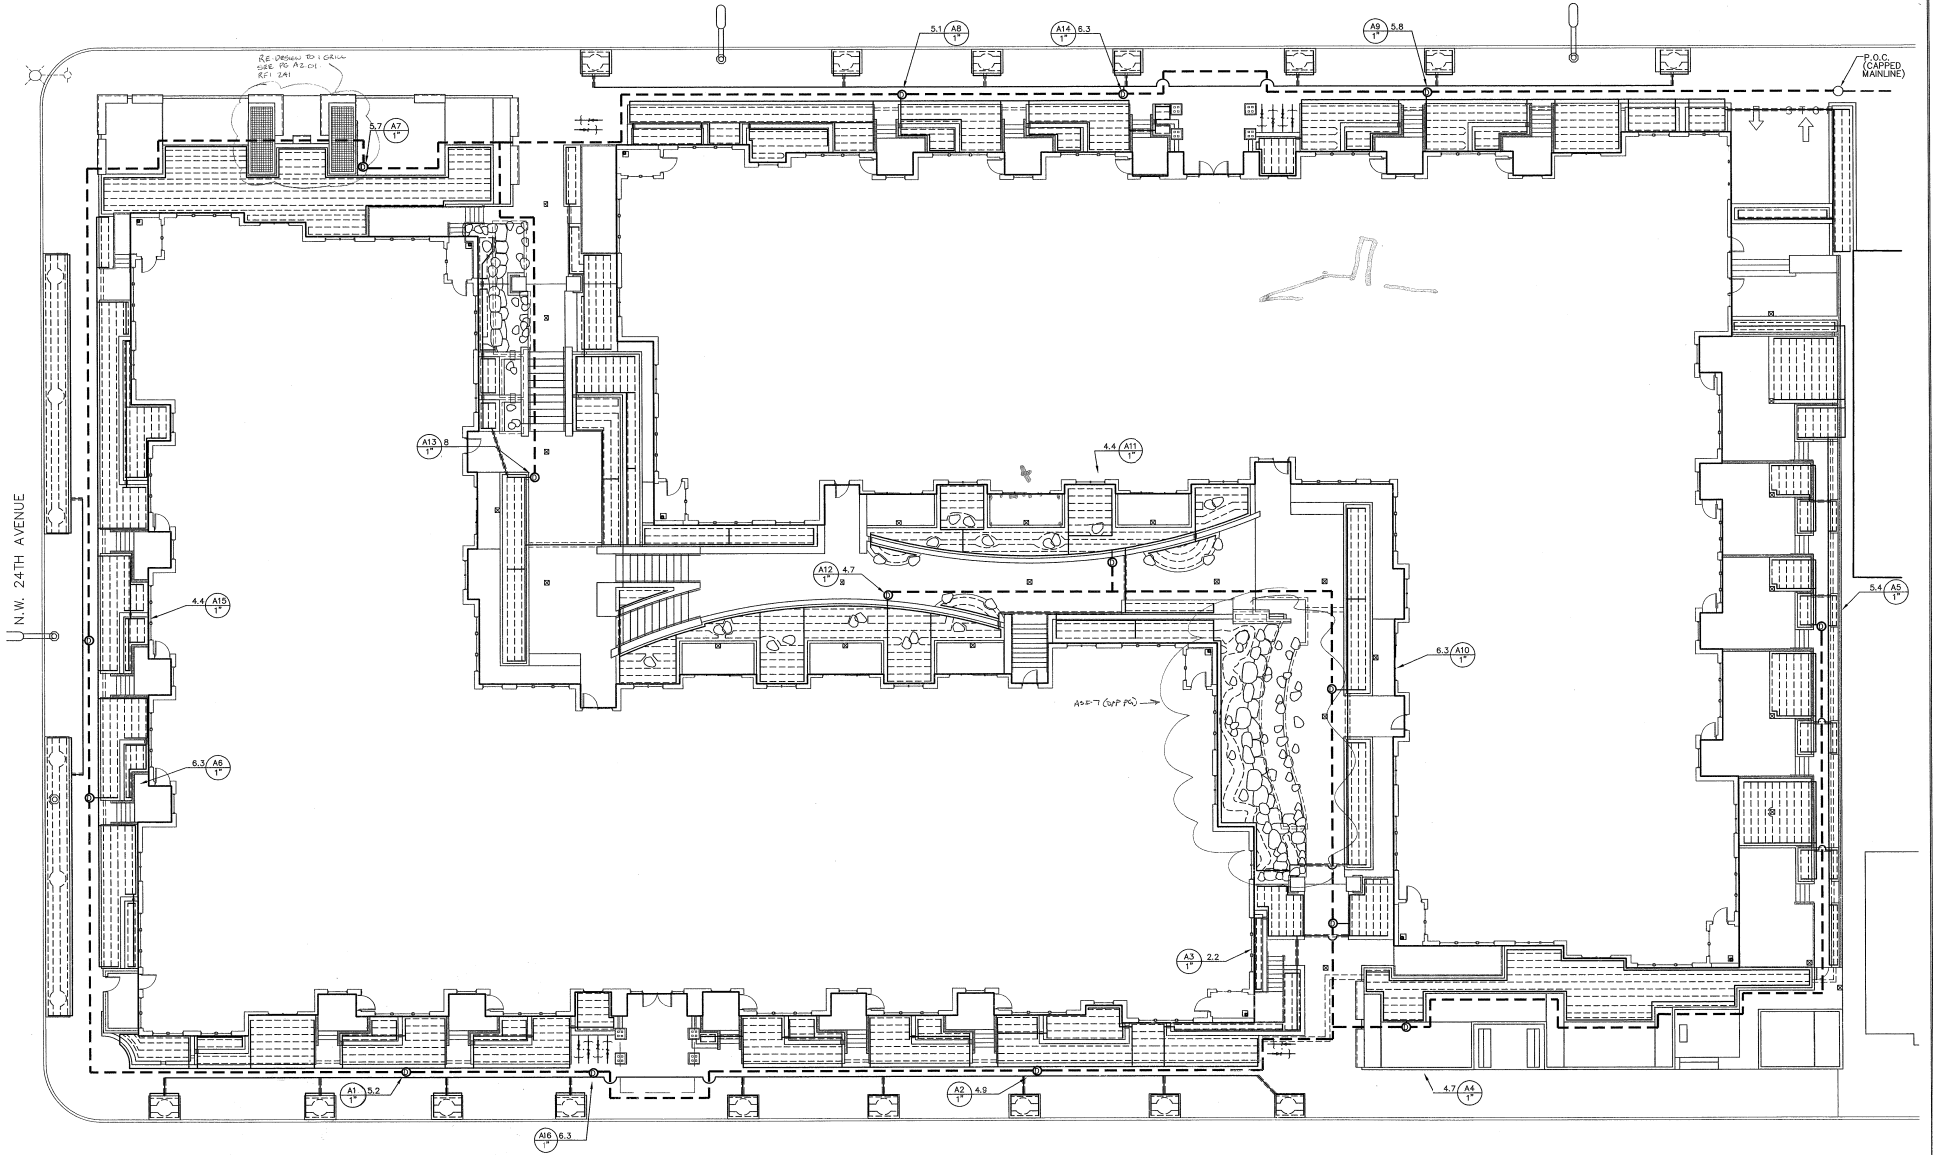 5.1 A8
1"
A14 6.3
1"
A9 5.8
1"
RE-DESIGN TO 1 GRILL
SEE PG A2.01.
RFI 241
P.O.C.
(CAPPED
MAINLINE)
5.7 A7
1"
A13 8
1"
4.4 A11
1"
N.W. 24TH AVENUE
A12 4.7
1"
4.4 A15
1"
5.4 A5
1"
6.3 A10
1"
6.3 A6
1"
A3 2.2
1"
A1 5.2
1"
A2 4.9
1"
4.7 A4
1"
A16 6.3
1"